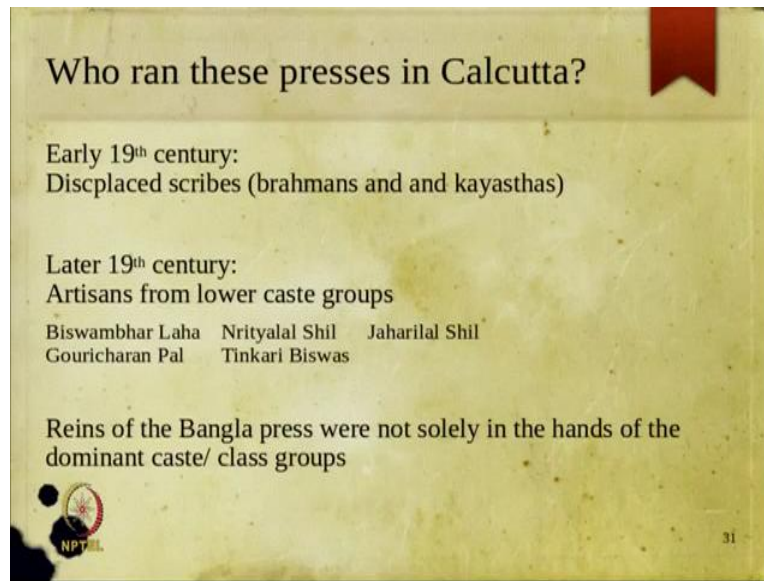 Who ran these presses in Calcutta?
Early 19th century:
Discplaced scribes (brahmans and and kayasthas)
Later 19th century:
Artisans from lower caste groups
Biswambhar Laha Nrityalal Shil Jaharilal Shil
Gouricharan Pal Tinkari Biswas
Reins of the Bangla press were not solely in the hands of the
dominant caste/ class groups
NPTEL
31